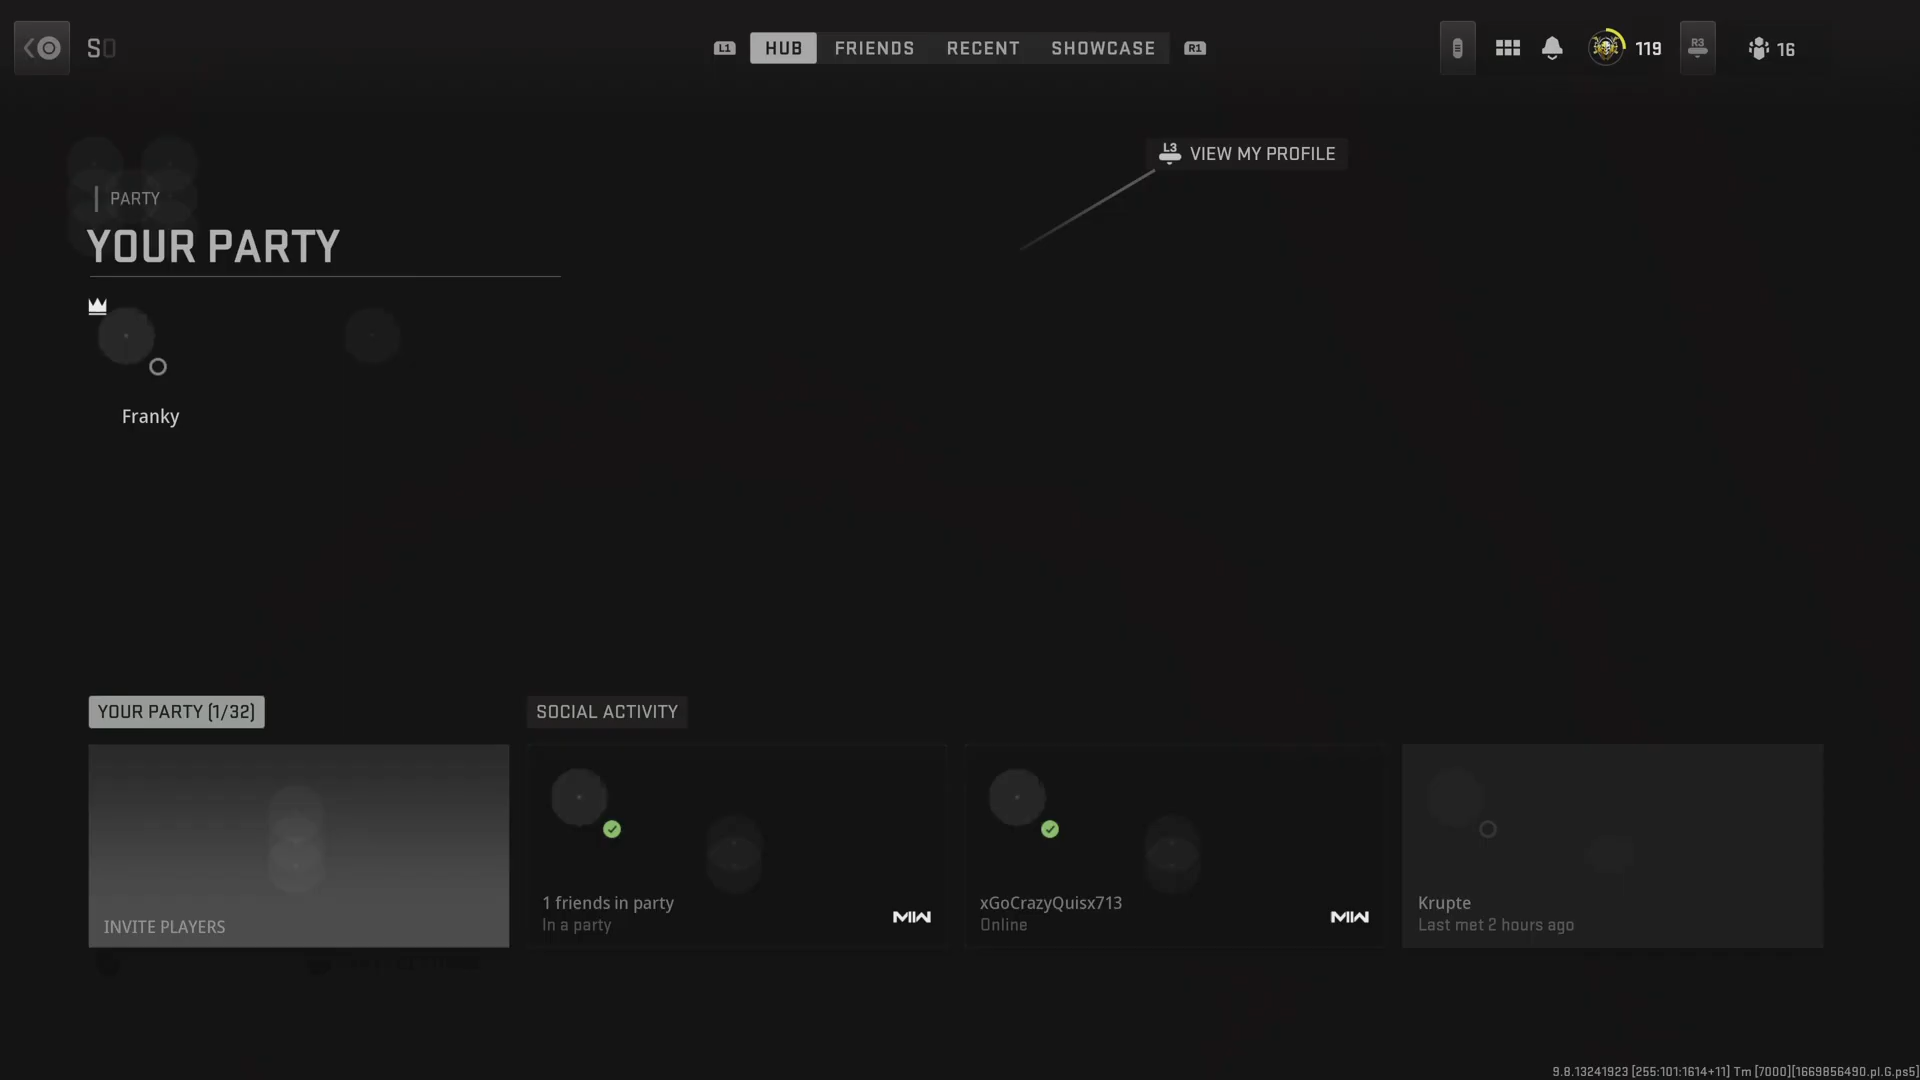 SO
L1 HUB FRIENDS RECENT SHOWCASE R1
119 R3 16
L3 VIEW MY PROFILE
PARTY
YOUR PARTY
Franky
YOUR PARTY (1/32)
SOCIAL ACTIVITY
INVITE PLAYERS
1 friends in party
In a party
MW
xGoCrazyQuisx713
Online
MW
Krupte
Last met 2 hours ago
9.8.13241923 [255:101:1614+11] Tm [7000][1669856490.pl.G.ps5]